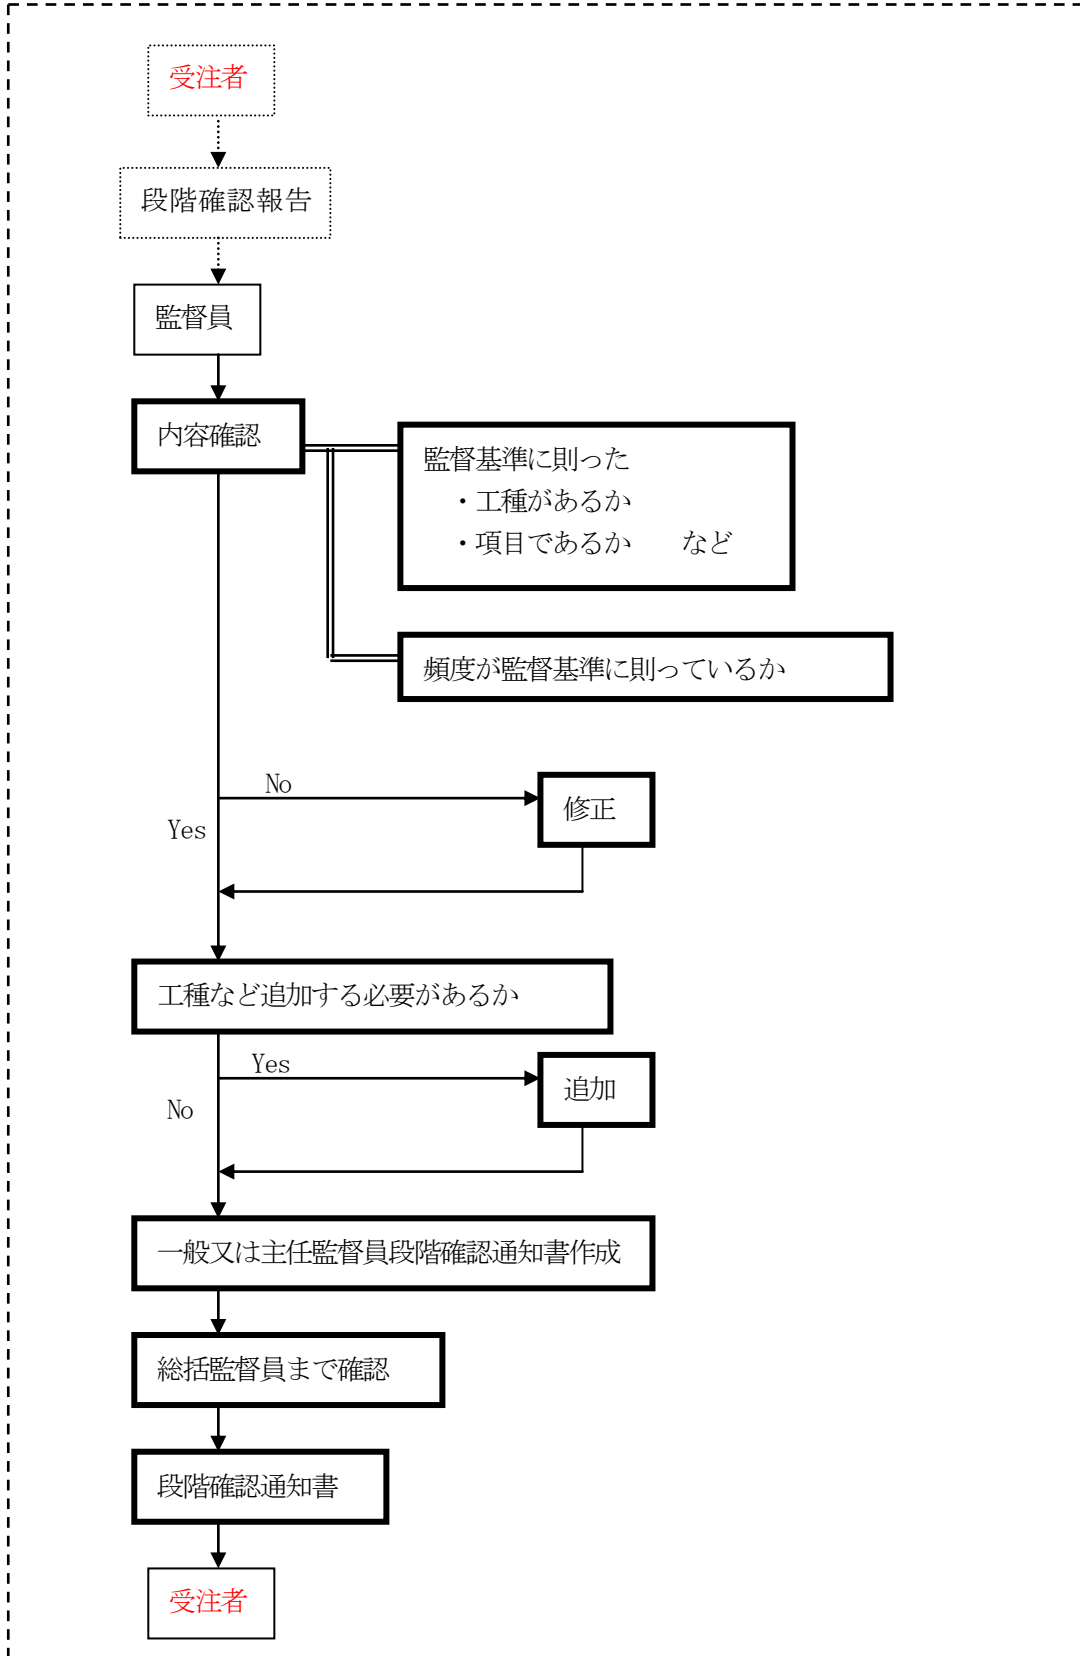 受注者
段階確認報告
監督員
内容確認
監督基準に則った
・工種があるか
・項目であるか　　など
頻度が監督基準に則っているか
No
修正
Yes
工種など追加する必要があるか
Yes
追加
No
一般又は主任監督員段階確認通知書作成
総括監督員まで確認
段階確認通知書
受注者